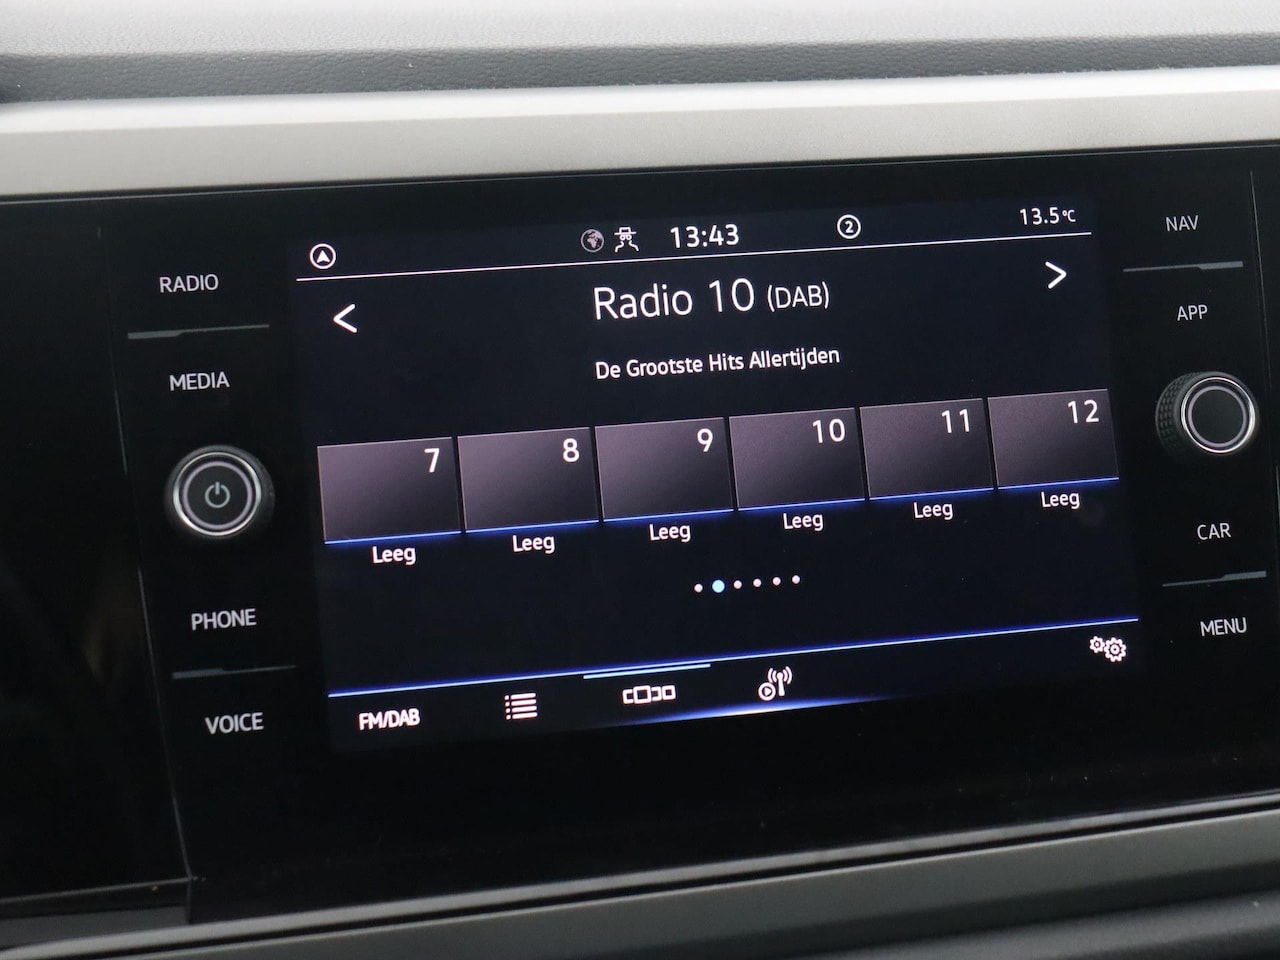 RADIO
MEDIA
PHONE
VOICE
13:43
2
13.5°C
Radio 10 (DAB)
De Grootste Hits Allertijden
7 8 9 10 11 12
Leeg Leeg Leeg Leeg Leeg Leeg
FM/DAB
NAV
APP
CAR
MENU